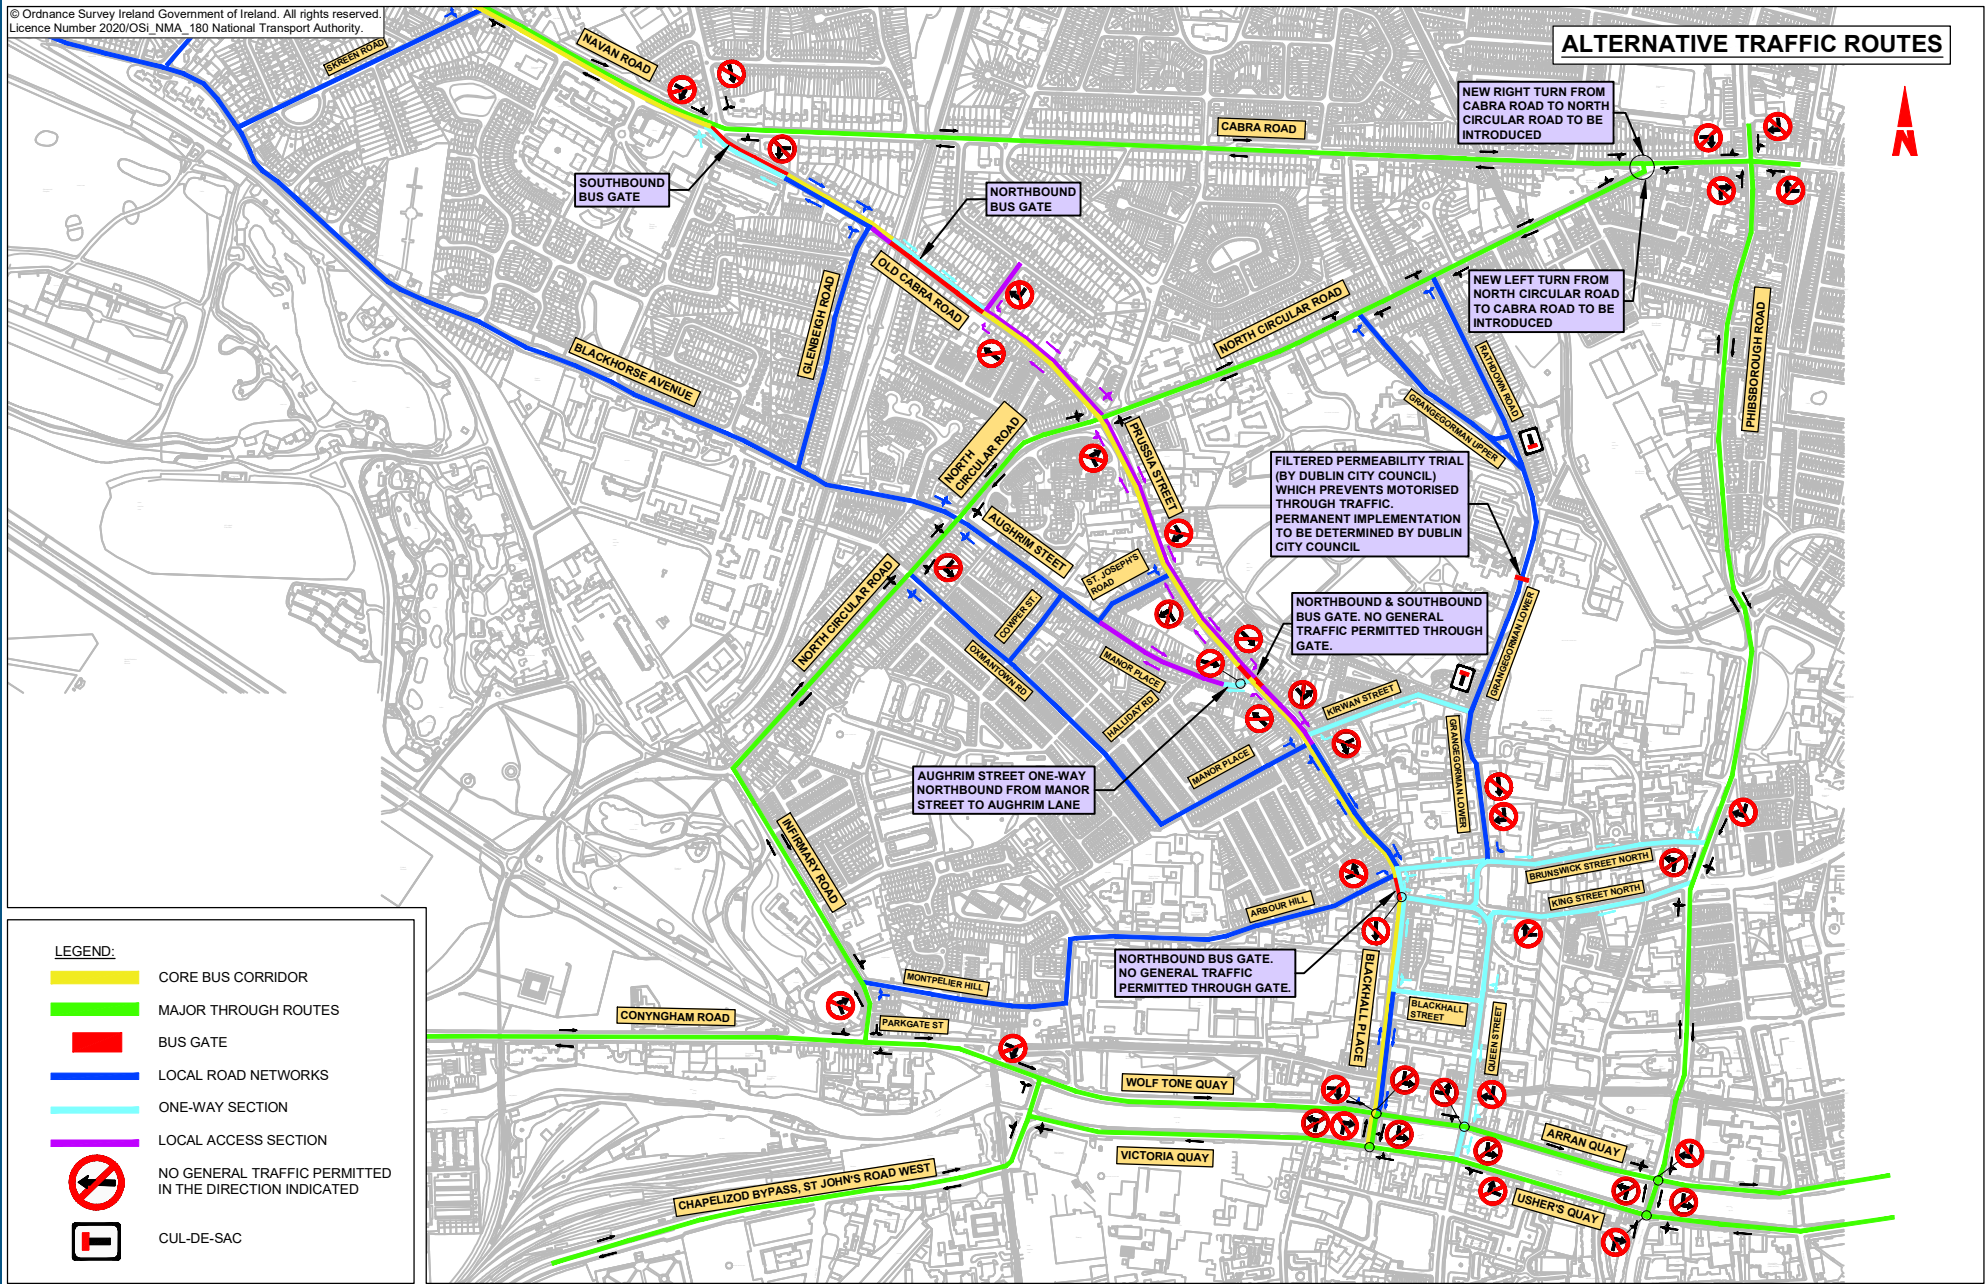 © Ordnance Survey Ireland Government of Ireland. All rights reserved.
Licence Number 2020/OSi_NMA_180 National Transport Authority.
ALTERNATIVE TRAFFIC ROUTES
SKREEN ROAD
NAVAN ROAD
CABRA ROAD
NEW RIGHT TURN FROM
CABRA ROAD TO NORTH
CIRCULAR ROAD TO BE
INTRODUCED
N
SOUTHBOUND
BUS GATE
NORTHBOUND
BUS GATE
OLD CABRA ROAD
GLENBEIGH ROAD
BLACKHORSE AVENUE
NORTH CIRCULAR ROAD
NEW LEFT TURN FROM
NORTH CIRCULAR ROAD
TO CABRA ROAD TO BE
INTRODUCED
PHIBSBOROUGH ROAD
RATHDOWN ROAD
GRANGEGORMAN UPPER
NORTH
CIRCULAR ROAD
PRUSSIA STREET
FILTERED PERMEABILITY TRIAL
(BY DUBLIN CITY COUNCIL)
WHICH PREVENTS MOTORISED
THROUGH TRAFFIC.
PERMANENT IMPLEMENTATION
TO BE DETERMINED BY DUBLIN
CITY COUNCIL
AUGHRIM STEET
ST. JOSEPH'S
ROAD
COWPER ST.
NORTH CIRCULAR ROAD
OXMANTOWN RD
MANOR PLACE
HALLIDAY RD
NORTHBOUND & SOUTHBOUND
BUS GATE. NO GENERAL
TRAFFIC PERMITTED THROUGH
GATE.
GRANGEGORMAN LOWER
KIRWAN STREET
GRANGEGORMAN LOWER
MANOR PLACE
AUGHRIM STREET ONE-WAY
NORTHBOUND FROM MANOR
STREET TO AUGHRIM LANE
INFIRMARY ROAD
BRUNSWICK STREET NORTH
KING STREET NORTH
ARBOUR HILL
NORTHBOUND BUS GATE.
NO GENERAL TRAFFIC
PERMITTED THROUGH GATE.
MONTPELIER HILL
BLACKHALL PLACE
BLACKHALL
STREET
QUEEN STREET
CONYNGHAM ROAD
PARKGATE ST
WOLF TONE QUAY
VICTORIA QUAY
ARRAN QUAY
USHER'S QUAY
CHAPELIZOD BYPASS, ST JOHN'S ROAD WEST
LEGEND:
CORE BUS CORRIDOR
MAJOR THROUGH ROUTES
BUS GATE
LOCAL ROAD NETWORKS
ONE-WAY SECTION
LOCAL ACCESS SECTION
NO GENERAL TRAFFIC PERMITTED
IN THE DIRECTION INDICATED
CUL-DE-SAC